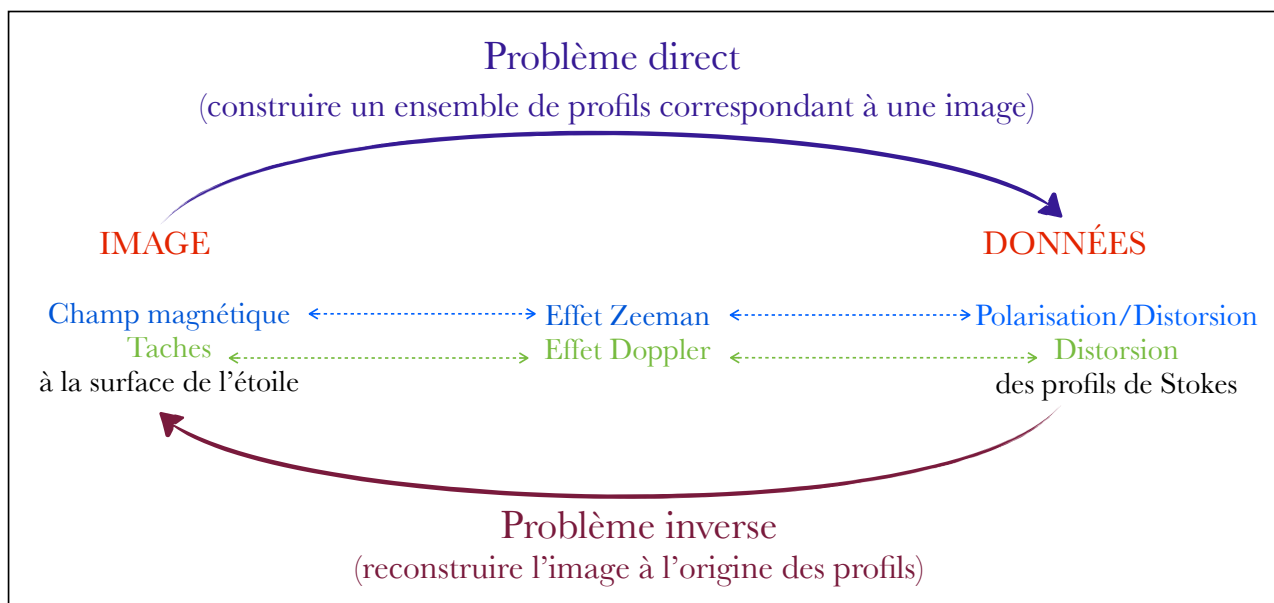 Problème direct
(construire un ensemble de profils correspondant à une image)
IMAGE
DONNÉES
Champ magnétique
Effet Zeeman
Polarisation/Distorsion
Taches
Effet Doppler
Distorsion
à la surface de l'étoile
des profils de Stokes
Problème inverse
(reconstruire l'image à l'origine des profils)